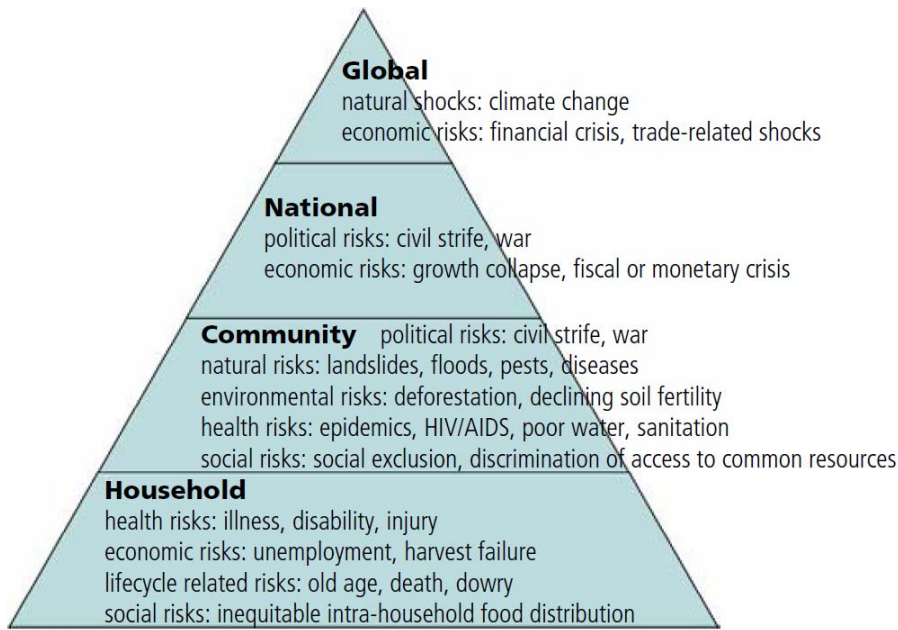 Global
natural shocks: climate change
economic risks: financial crisis, trade-related shocks
National
political risks: civil strife, war
economic risks: growth collapse, fiscal or monetary crisis
Community political risks: civil strife, war
natural risks: landslides, floods, pests, diseases
environmental risks: deforestation, declining soil fertility
health risks: epidemics, HIV/AIDS, poor water, sanitation
social risks: social exclusion, discrimination of access to common resources
Household
health risks: illness, disability, injury
economic risks: unemployment, harvest failure
lifecycle related risks: old age, death, dowry
social risks: inequitable intra-household food distribution